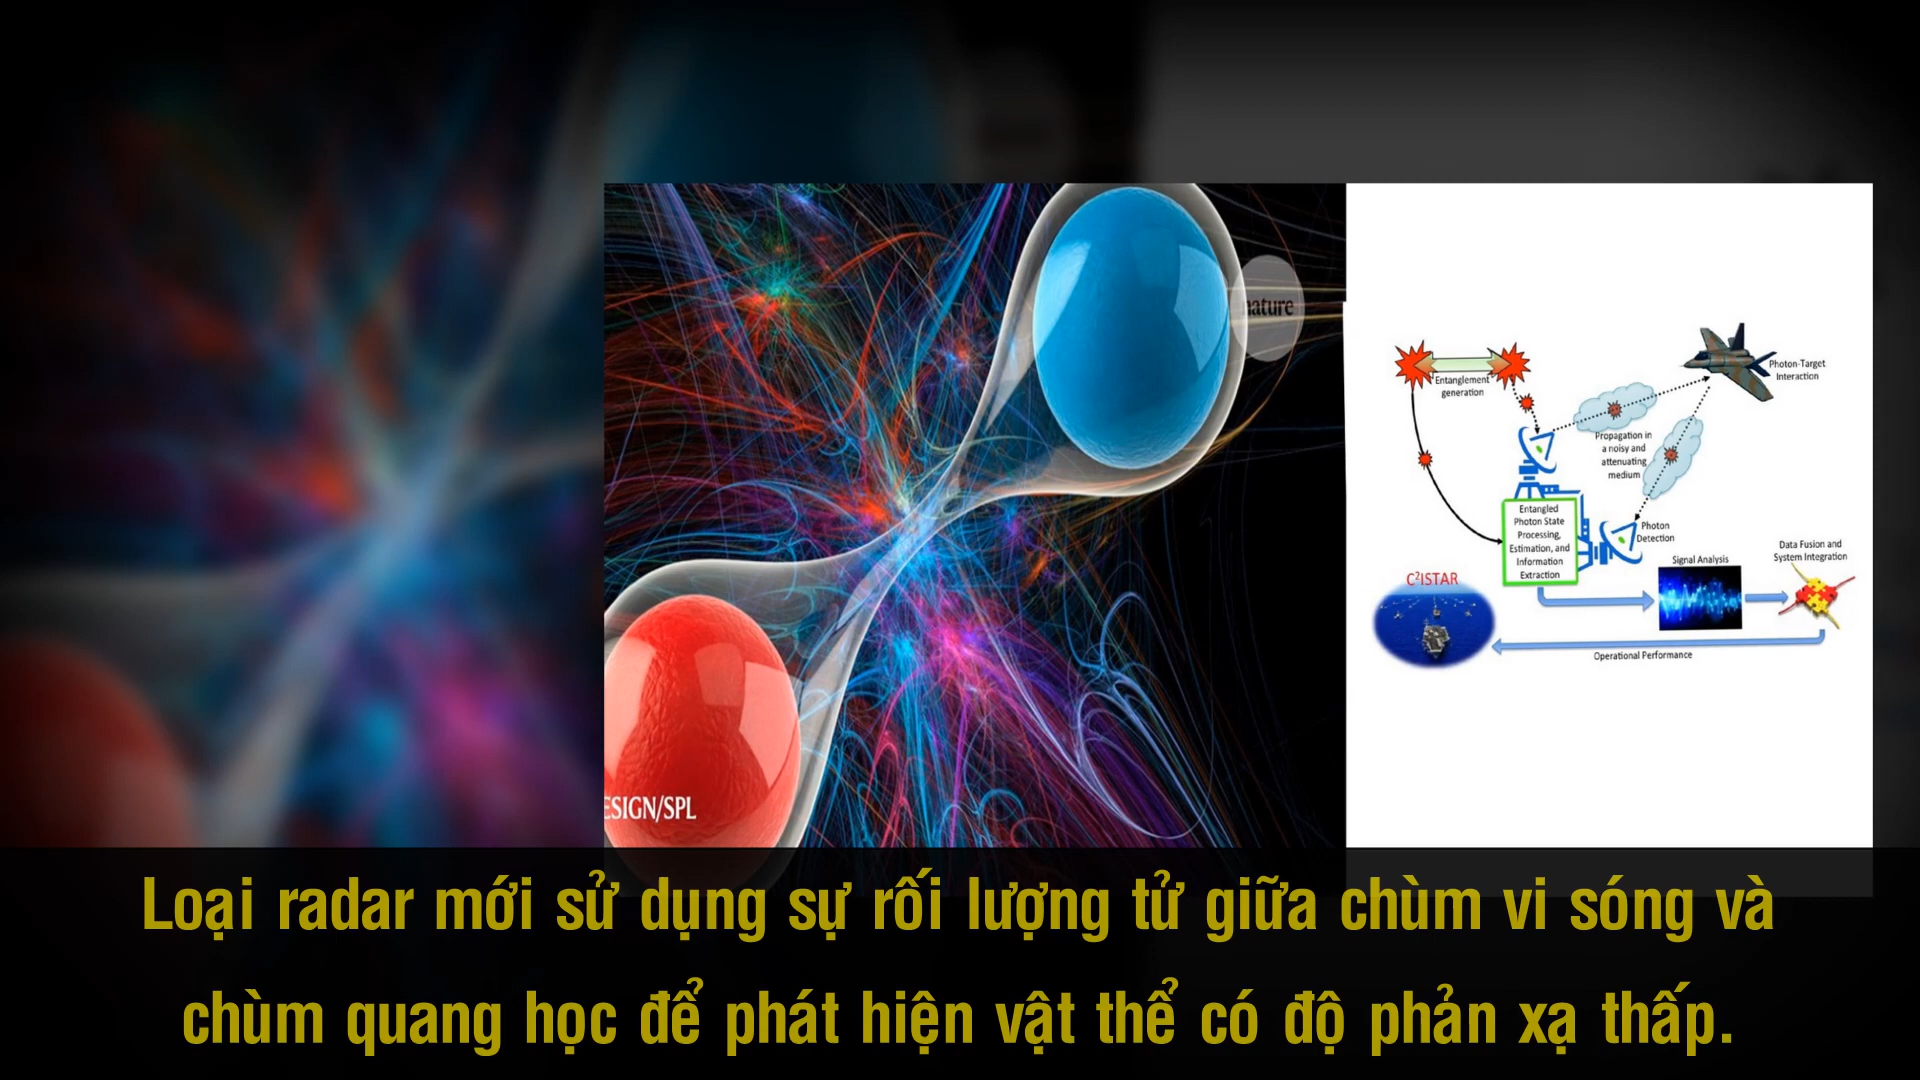 nature
ESIGN/SPL
Entanglement
generation
Photon-Target
Interaction
Propagation in
a noisy and
attenuating
medium
Entangled
Photon State
Processing,
Estimation, and
Information
Extraction
Photon
Detection
Signal Analysis
Data Fusion and
System Integration
C²ISTAR
Operational Performance
Loại radar mới sử dụng sự rối lượng tử giữa chùm vi sóng và
chùm quang học để phát hiện vật thể có độ phản xạ thấp.